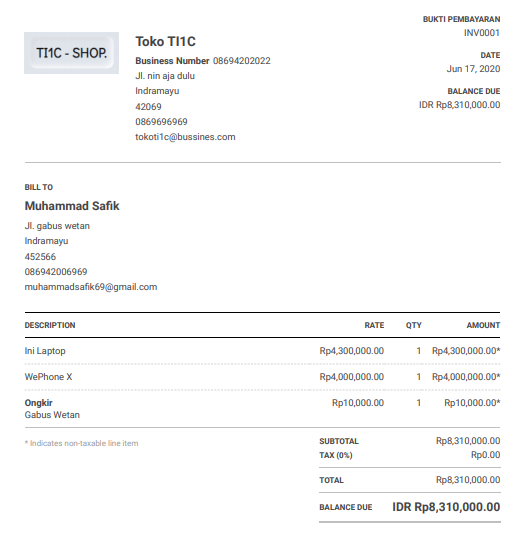 TI1C - SHOP.
Toko TI1C
Business Number 08694202022
Jl. nin aja dulu
Indramayu
42069
0869696969
tokoti1c@bussines.com
BUKTI PEMBAYARAN
INV0001
DATE
Jun 17, 2020
BALANCE DUE
IDR Rp8,310,000.00
BILL TO
Muhammad Safik
Jl. gabus wetan
Indramayu
452566
086942006969
muhammadsafik69@gmail.com
DESCRIPTION RATE QTY AMOUNT
Ini Laptop Rp4,300,000.00 1 Rp4,300,000.00*
WePhone X Rp4,000,000.00 1 Rp4,000,000.00*
Ongkir Rp10,000.00 1 Rp10,000.00*
Gabus Wetan
* Indicates non-taxable line item
SUBTOTAL Rp8,310,000.00
TAX (0%) Rp0.00
TOTAL Rp8,310,000.00
BALANCE DUE IDR Rp8,310,000.00